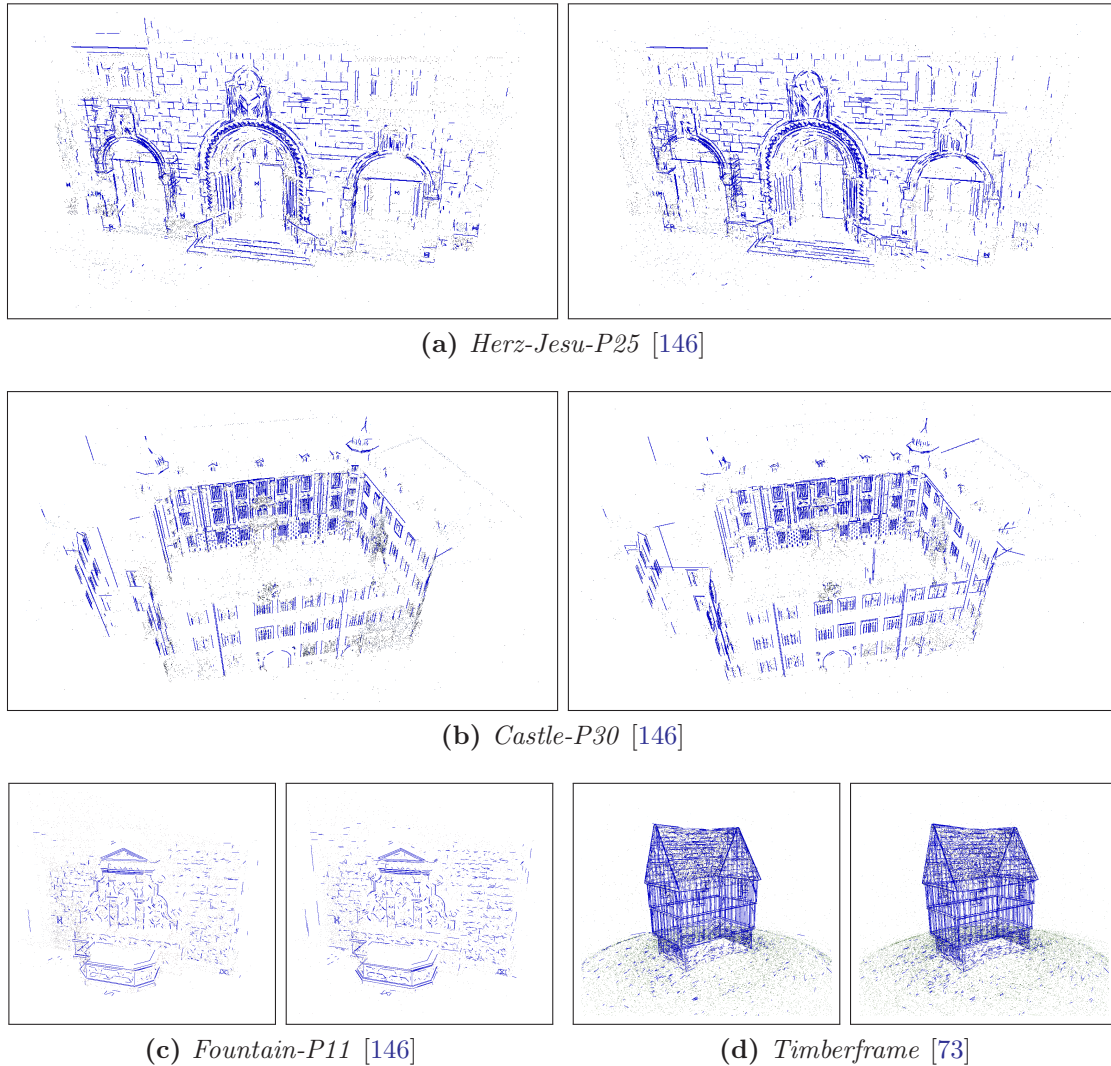 (a) Herz-Jesu-P25 [146]
(b) Castle-P30 [146]
(c) Fountain-P11 [146]
(d) Timberframe [73]